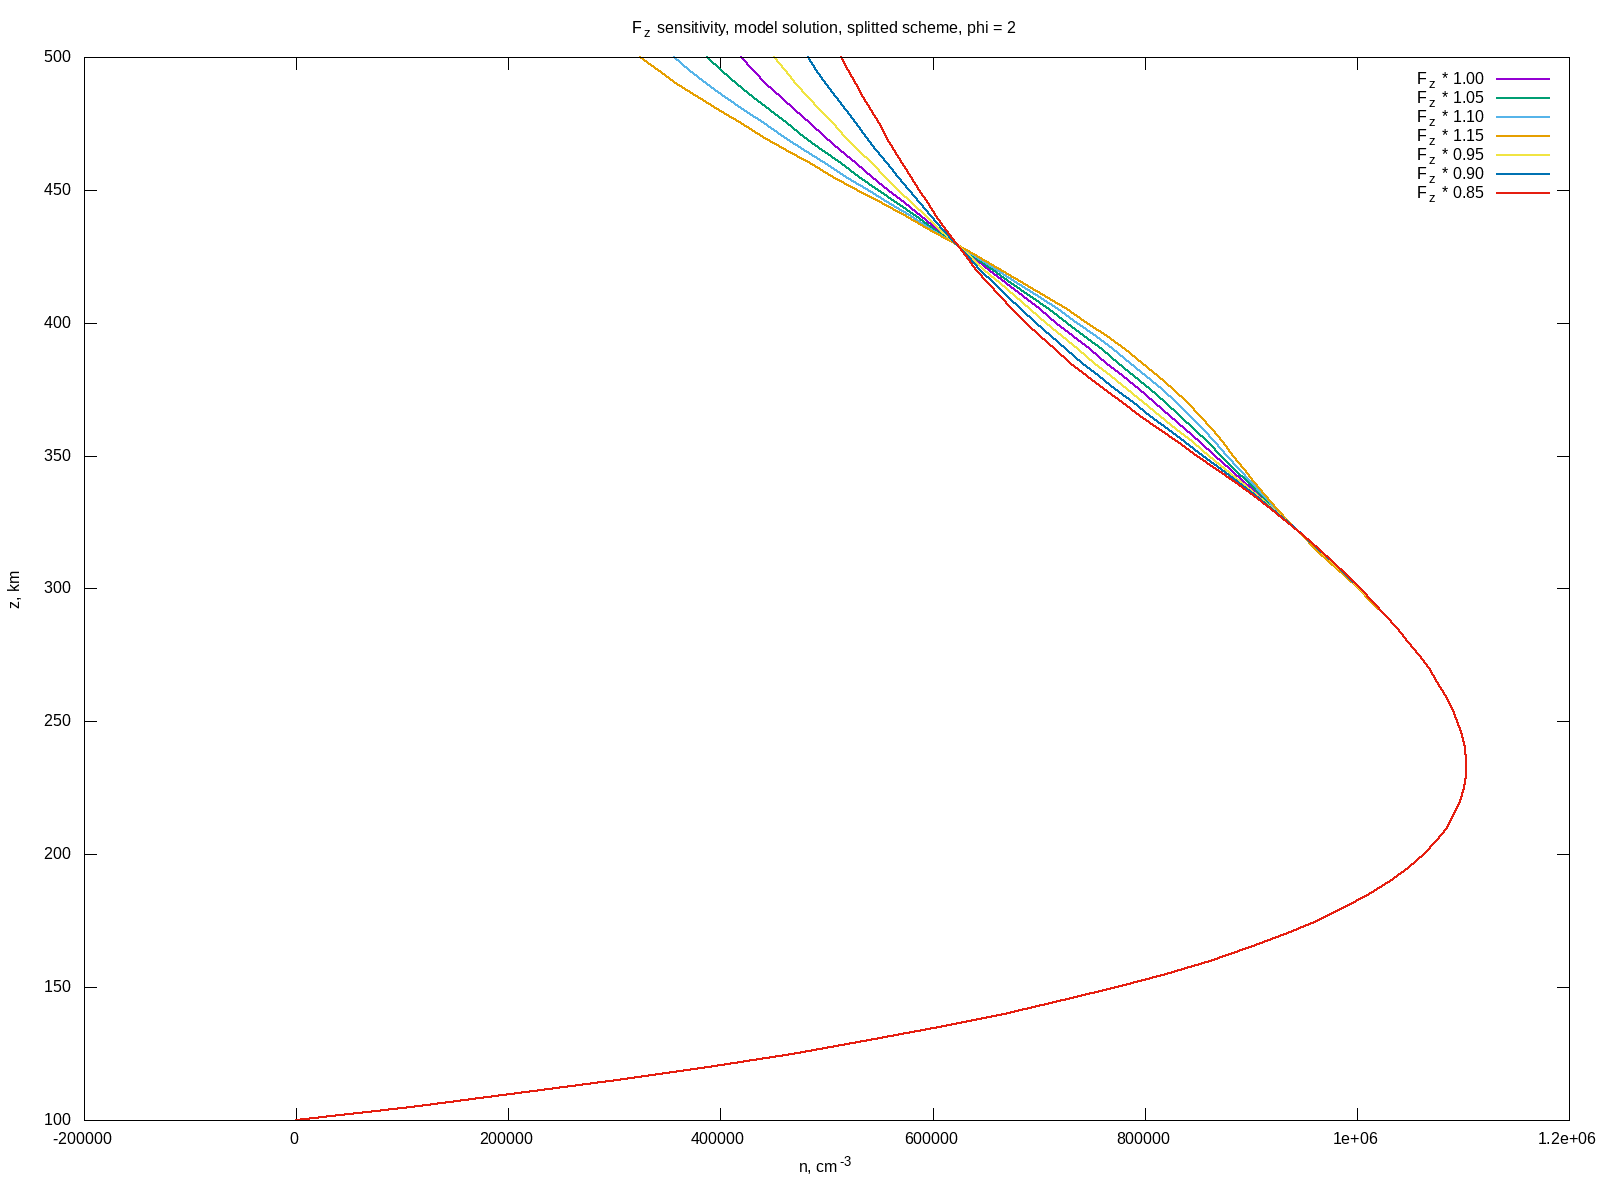 F z sensitivity, model solution, splitted scheme, phi = 2
500
450
400
350
300
250
200
150
100
z, km
F z * 1.00
F z * 1.05
F z * 1.10
F z * 1.15
F z * 0.95
F z * 0.90
F z * 0.85
-200000 0 200000 400000 600000 800000 1e+06 1.2e+06
n, cm -3